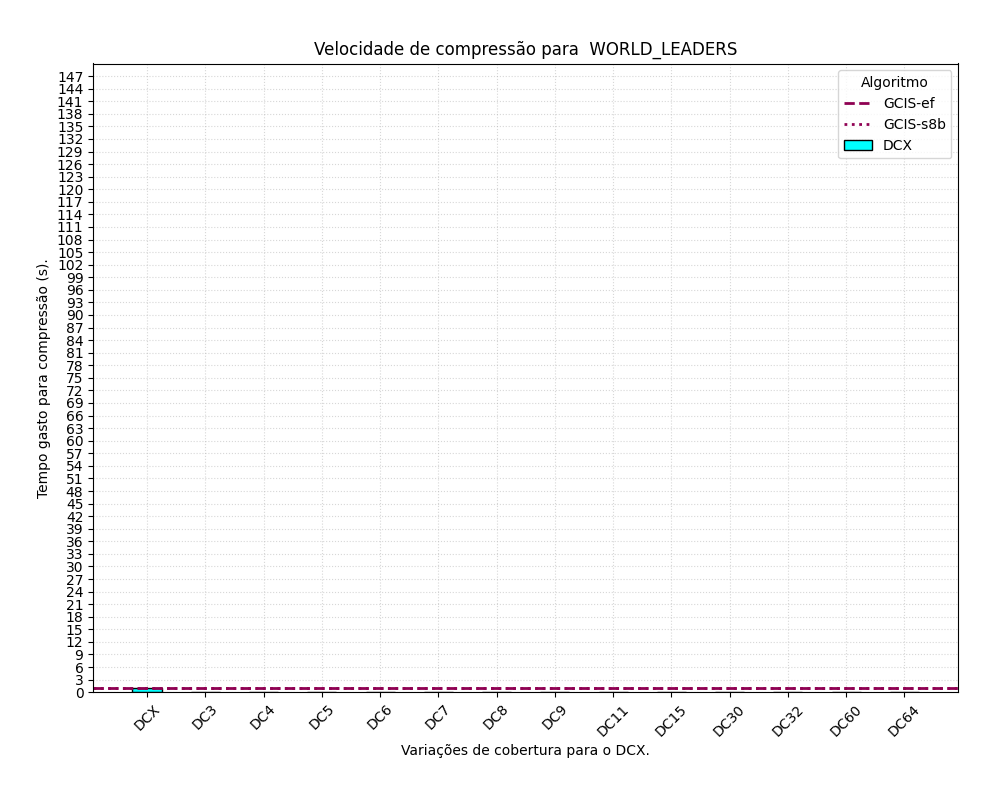 Velocidade de compressão para  WORLD_LEADERS
Algoritmo
GCIS-ef
GCIS-s8b
DCX
Tempo gasto para compressão (s).
147
144
141
138
135
132
129
126
123
120
117
114
111
108
105
102
99
96
93
90
87
84
81
78
75
72
69
66
63
60
57
54
51
48
45
42
39
36
33
30
27
24
21
18
15
12
9
6
3
0
DCX
DC3
DC4
DC5
DC6
DC7
DC8
DC9
DC11
DC15
DC30
DC32
DC60
DC64
Variações de cobertura para o DCX.